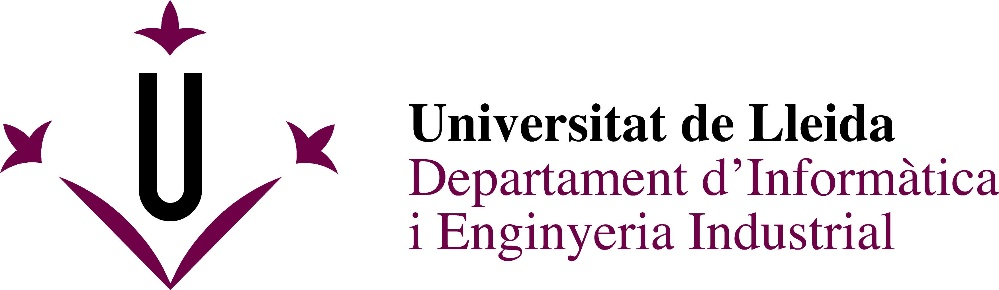 U
Universitat de Lleida
Departament d’Informàtica
i Enginyeria Industrial